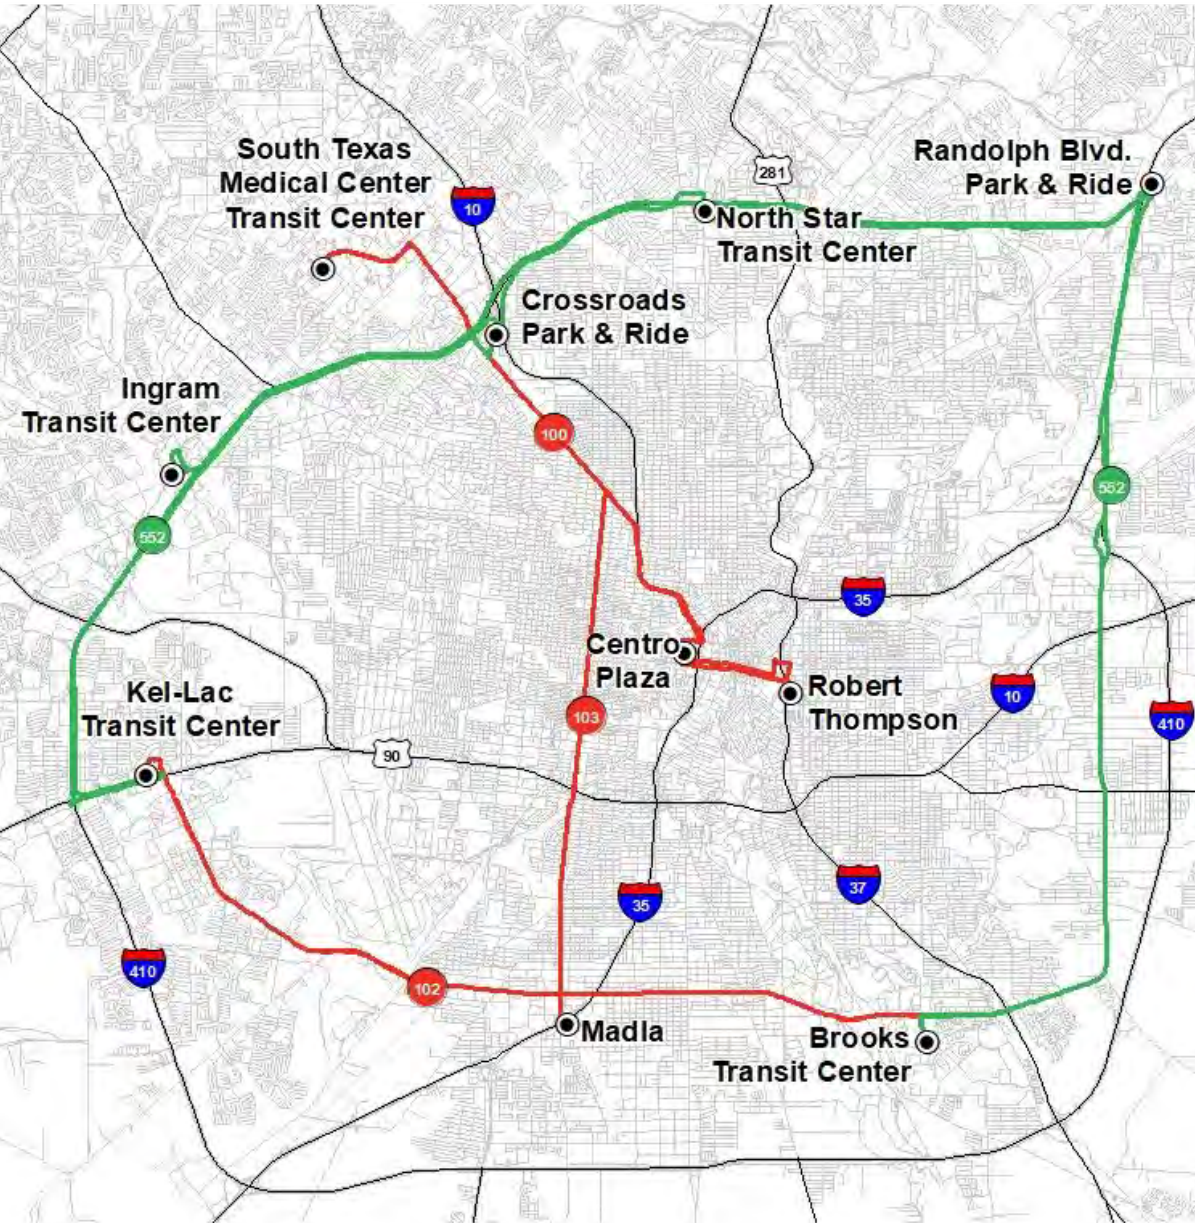 South Texas
Medical Center
Transit Center
10
281
Randolph Blvd.
Park & Ride
North Star
Transit Center
Crossroads
Park & Ride
Ingram
Transit Center
100
552
552
35
Centro
Plaza
Robert
Thompson
10
410
Kel-Lac
Transit Center
103
90
37
35
410
102
Madla
Brooks
Transit Center